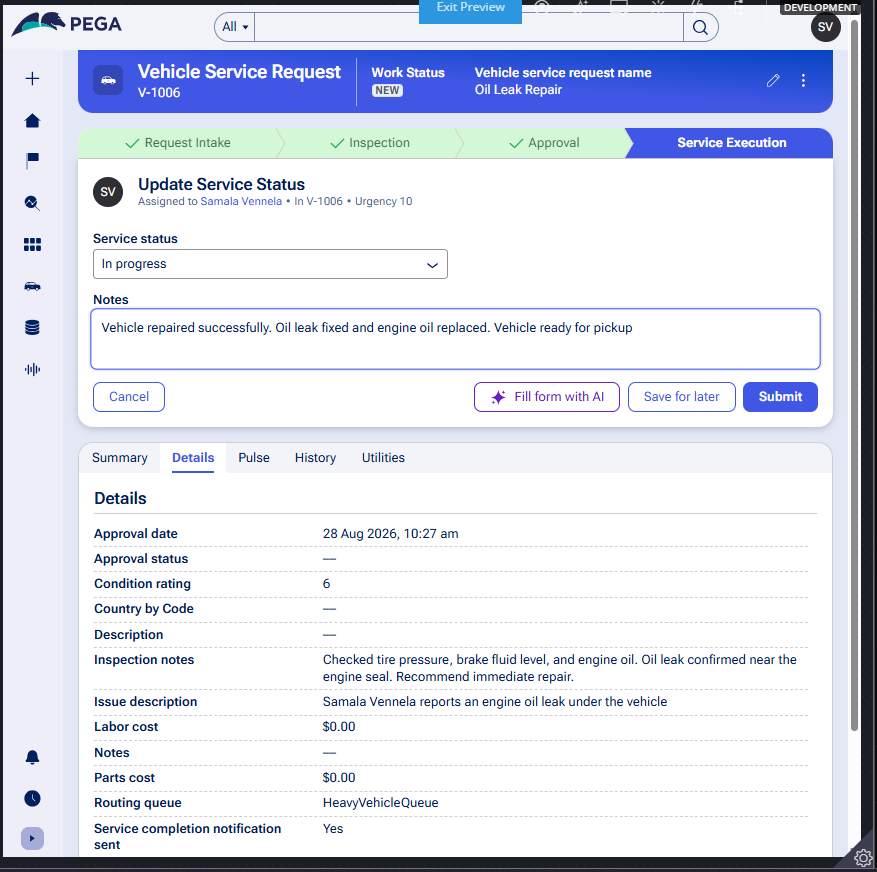 Exit Preview
DEVELOPMENT
PEGA
All
SV
Vehicle Service Request
V-1006
Work Status
NEW
Vehicle service request name
Oil Leak Repair
Request Intake
Inspection
Approval
Service Execution
SV
Update Service Status
Assigned to Samala Vennela • In V-1006 • Urgency 10
Service status
In progress
Notes
Vehicle repaired successfully. Oil leak fixed and engine oil replaced. Vehicle ready for pickup
Cancel
Fill form with AI
Save for later
Submit
Summary
Details
Pulse
History
Utilities
Details
Approval date 28 Aug 2026, 10:27 am
Approval status —
Condition rating 6
Country by Code —
Description —
Inspection notes Checked tire pressure, brake fluid level, and engine oil. Oil leak confirmed near the
engine seal. Recommend immediate repair.
Issue description Samala Vennela reports an engine oil leak under the vehicle
Labor cost $0.00
Notes —
Parts cost $0.00
Routing queue HeavyVehicleQueue
Service completion notification Yes
sent